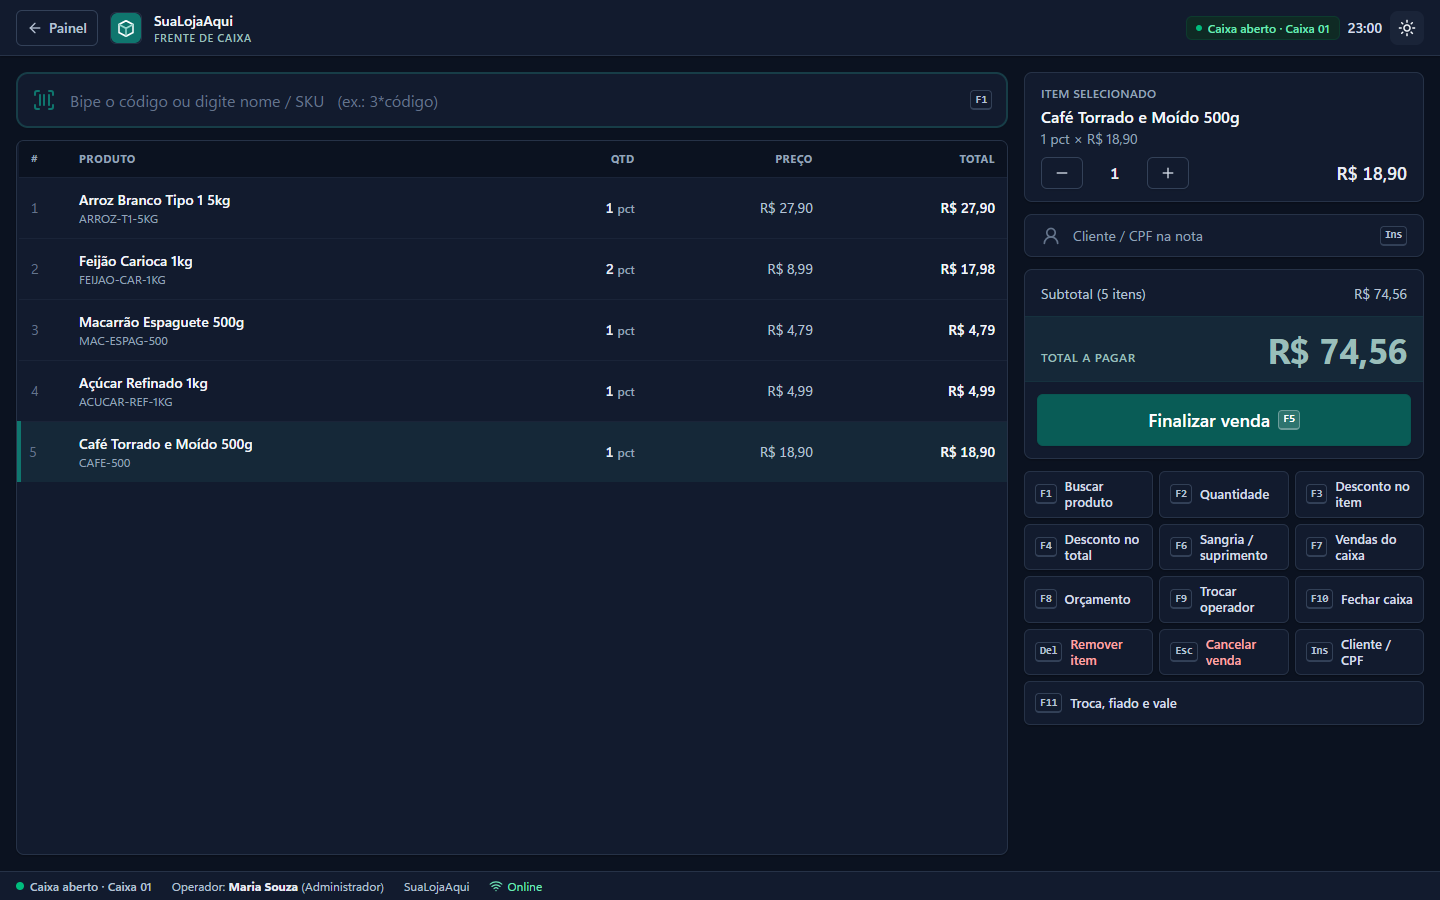 Painel
SuaLojaAqui
FRENTE DE CAIXA
Caixa aberto · Caixa 01
23:00
Bipe o código ou digite nome / SKU (ex.: 3*código)
F1
# PRODUTO QTD PREÇO TOTAL
1 Arroz Branco Tipo 1 5kg 1 pct R$ 27,90 R$ 27,90
ARROZ-T1-5KG
2 Feijão Carioca 1kg 2 pct R$ 8,99 R$ 17,98
FEIJAO-CAR-1KG
3 Macarrão Espaguete 500g 1 pct R$ 4,79 R$ 4,79
MAC-ESPAG-500
4 Açúcar Refinado 1kg 1 pct R$ 4,99 R$ 4,99
ACUCAR-REF-1KG
5 Café Torrado e Moído 500g 1 pct R$ 18,90 R$ 18,90
CAFE-500
ITEM SELECIONADO
Café Torrado e Moído 500g
1 pct × R$ 18,90
− 1 + R$ 18,90
Cliente / CPF na nota Ins
Subtotal (5 itens) R$ 74,56
TOTAL A PAGAR R$ 74,56
Finalizar venda F5
F1 Buscar produto
F2 Quantidade
F3 Desconto no item
F4 Desconto no total
F6 Sangria / suprimento
F7 Vendas do caixa
F8 Orçamento
F9 Trocar operador
F10 Fechar caixa
Del Remover item
Esc Cancelar venda
Ins Cliente / CPF
F11 Troca, fiado e vale
Caixa aberto · Caixa 01 Operador: Maria Souza (Administrador) SuaLojaAqui Online